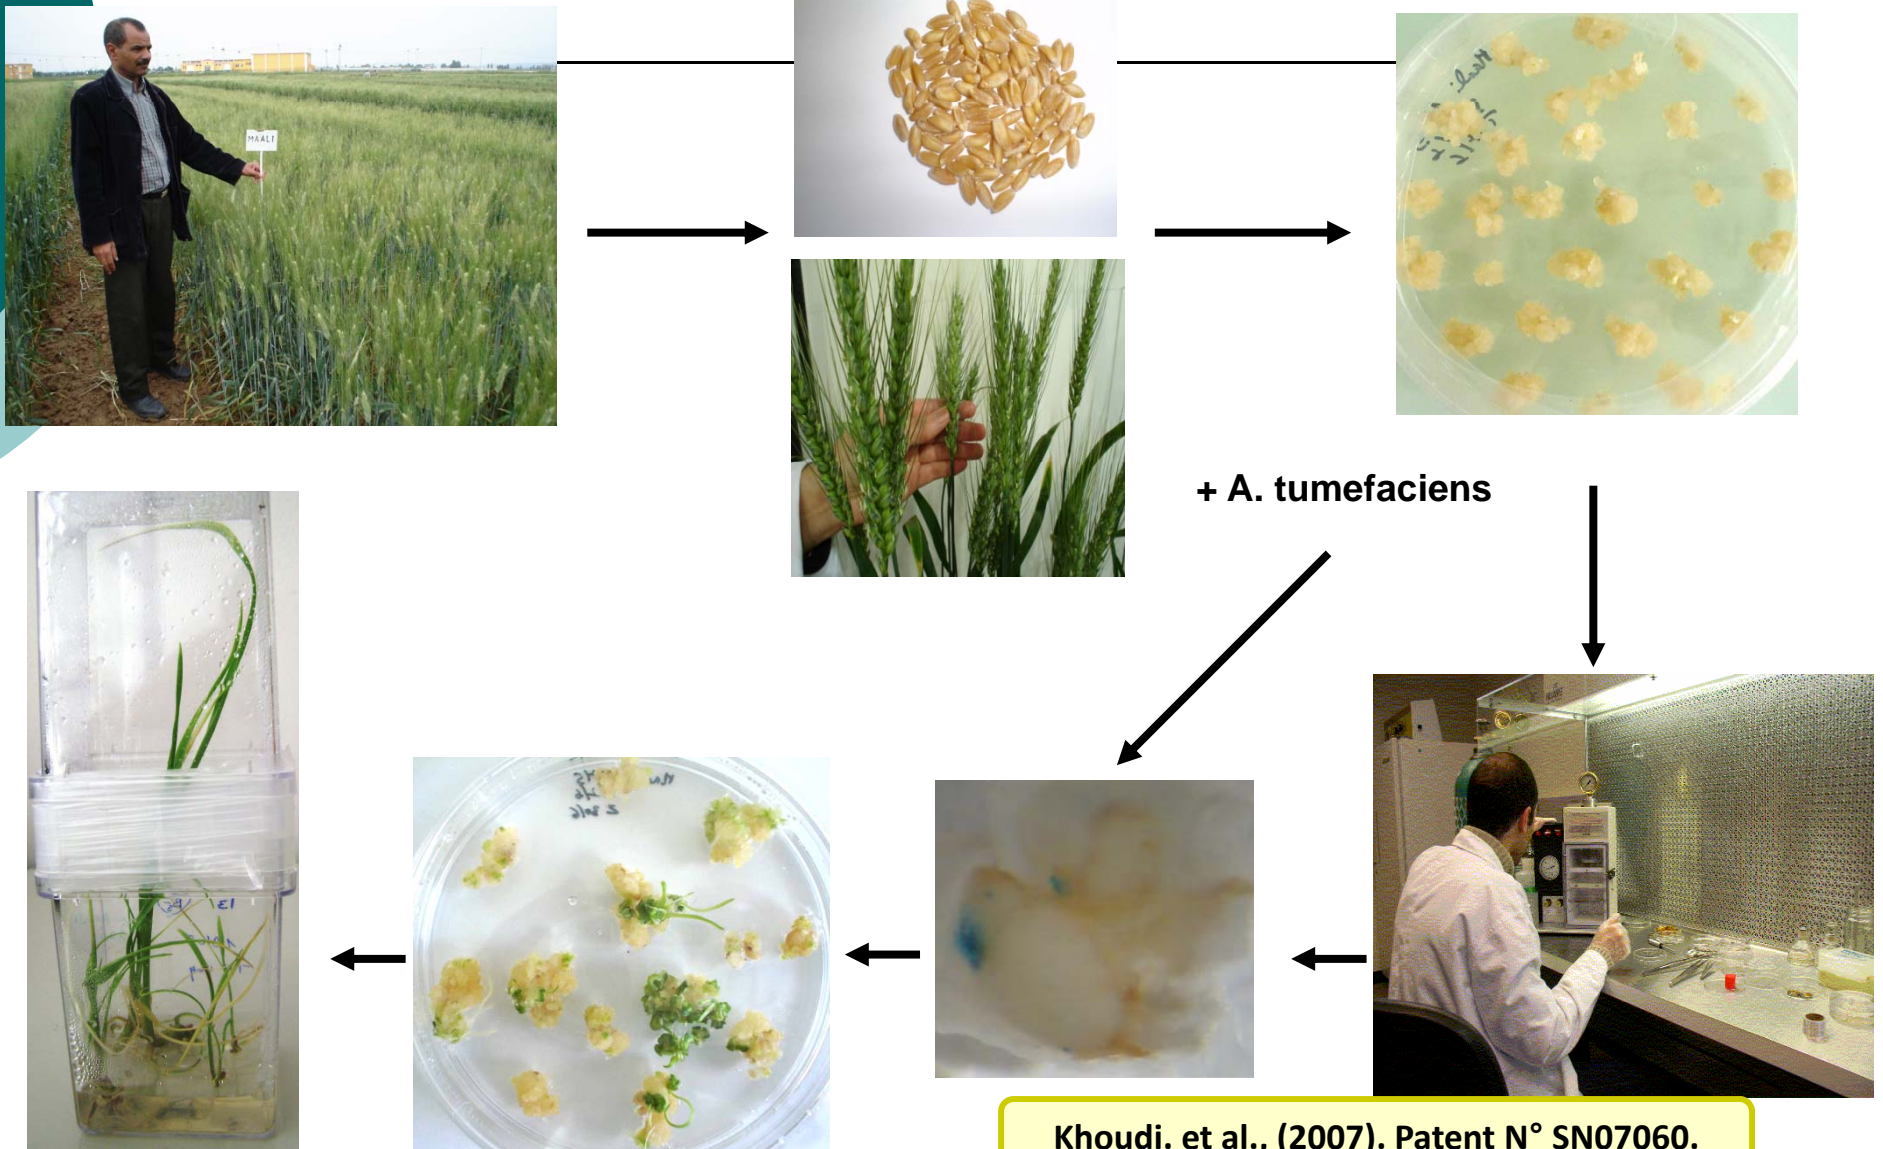 MAALI
+ A. tumefaciens
Khoudi. et al.. (2007). Patent N° SN07060.